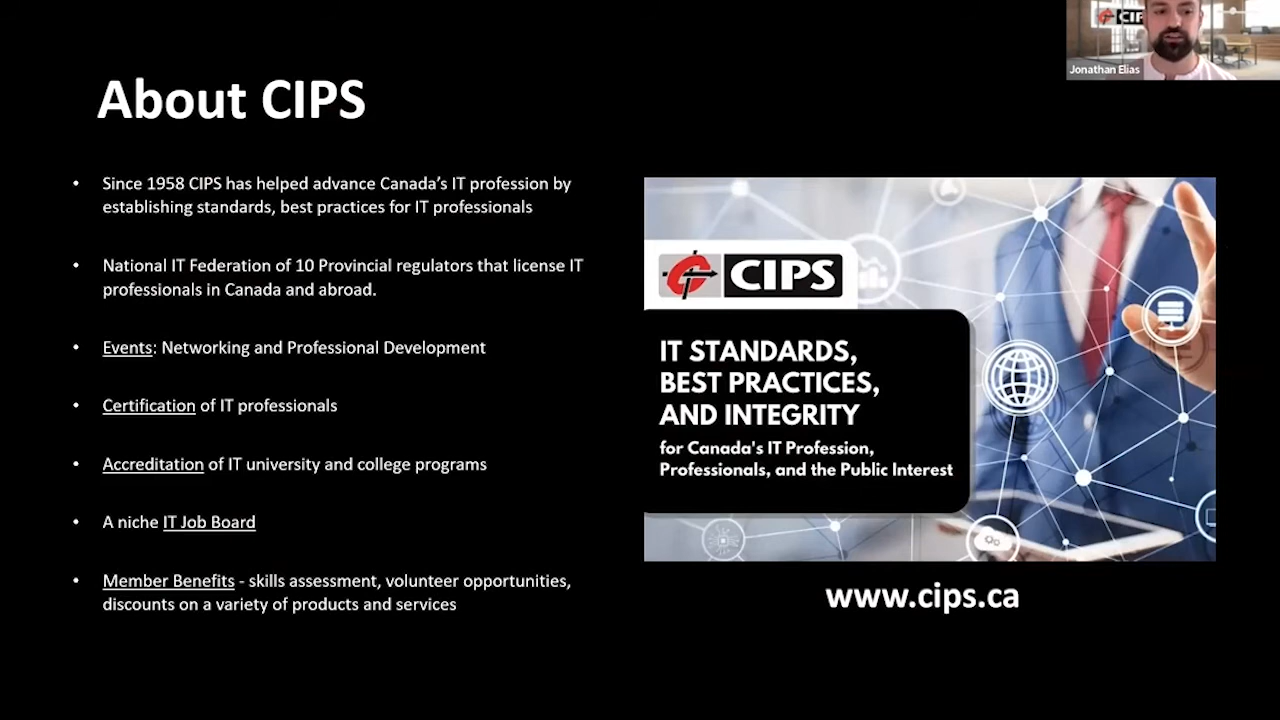 CIP
Jonathan Elias
About CIPS
• Since 1958 CIPS has helped advance Canada’s IT profession by
establishing standards, best practices for IT professionals
• National IT Federation of 10 Provincial regulators that license IT
professionals in Canada and abroad.
• Events: Networking and Professional Development
• Certification of IT professionals
• Accreditation of IT university and college programs
• A niche IT Job Board
• Member Benefits - skills assessment, volunteer opportunities,
discounts on a variety of products and services
CIPS
IT STANDARDS,
BEST PRACTICES,
AND INTEGRITY
for Canada's IT Profession,
Professionals, and the Public Interest
www.cips.ca